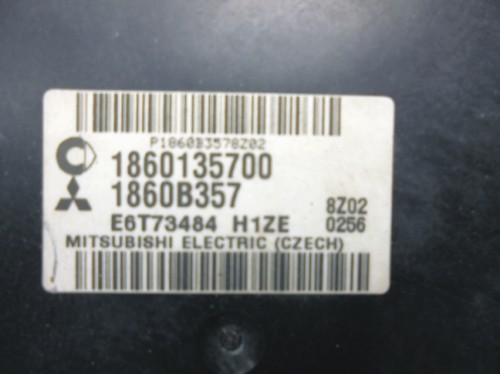 P1860B3578Z02
1860135700
1860B357
8Z02
E6T73484 H1ZE 0256
MITSUBISHI ELECTRIC (CZECH)